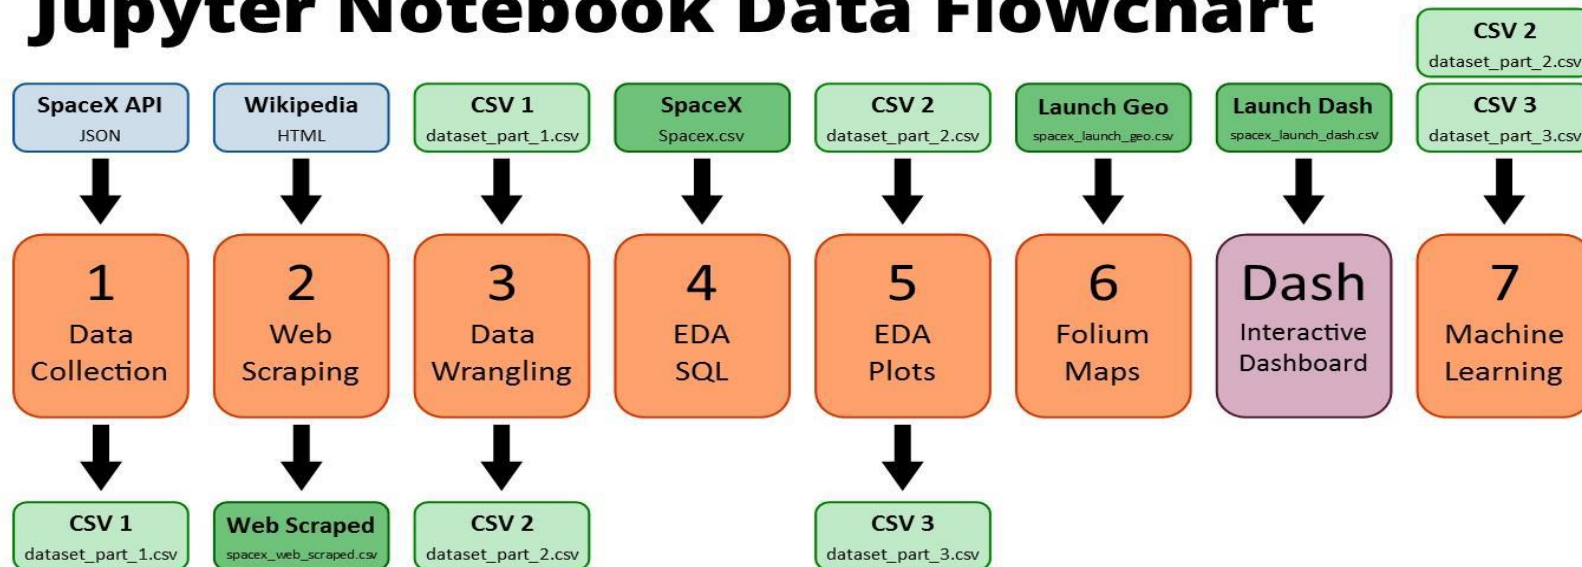 Jupyter Notebook Data Flowchart
CSV 2
dataset_part_2.csv
SpaceX API
JSON
Wikipedia
HTML
CSV 1
dataset_part_1.csv
SpaceX
Spacex.csv
CSV 2
dataset_part_2.csv
Launch Geo
spacex_launch_geo.csv
Launch Dash
spacex_launch_dash.csv
CSV 3
dataset_part_3.csv
1
Data
Collection
2
Web
Scraping
3
Data
Wrangling
4
EDA
SQL
5
EDA
Plots
6
Folium
Maps
Dash
Interactive
Dashboard
7
Machine
Learning
CSV 1
dataset_part_1.csv
Web Scraped
spacex_web_scraped.csv
CSV 2
dataset_part_2.csv
CSV 3
dataset_part_3.csv